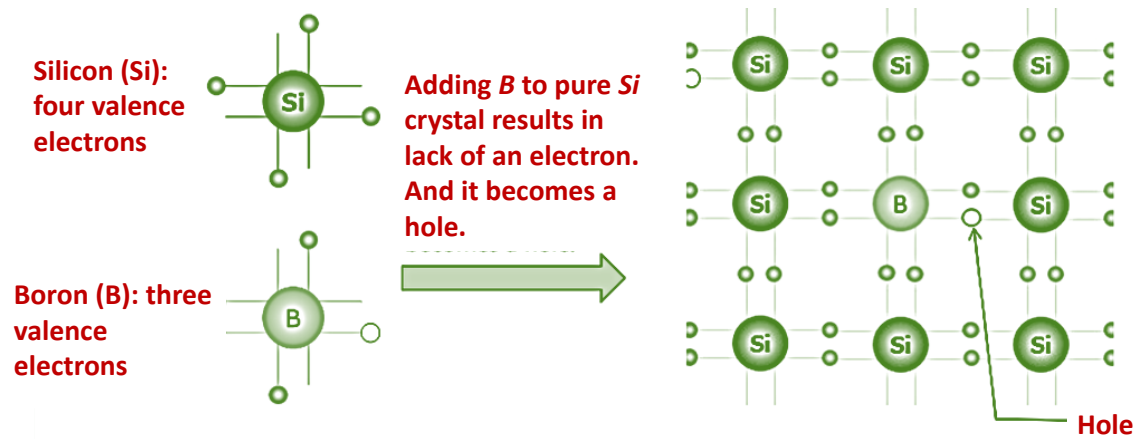 Silicon (Si):
four valence
electrons
Si
Adding B to pure Si
crystal results in
lack of an electron.
And it becomes a
hole.
Boron (B): three
valence
electrons
B
Si Si Si
Si B Si
Si Si Si
Hole